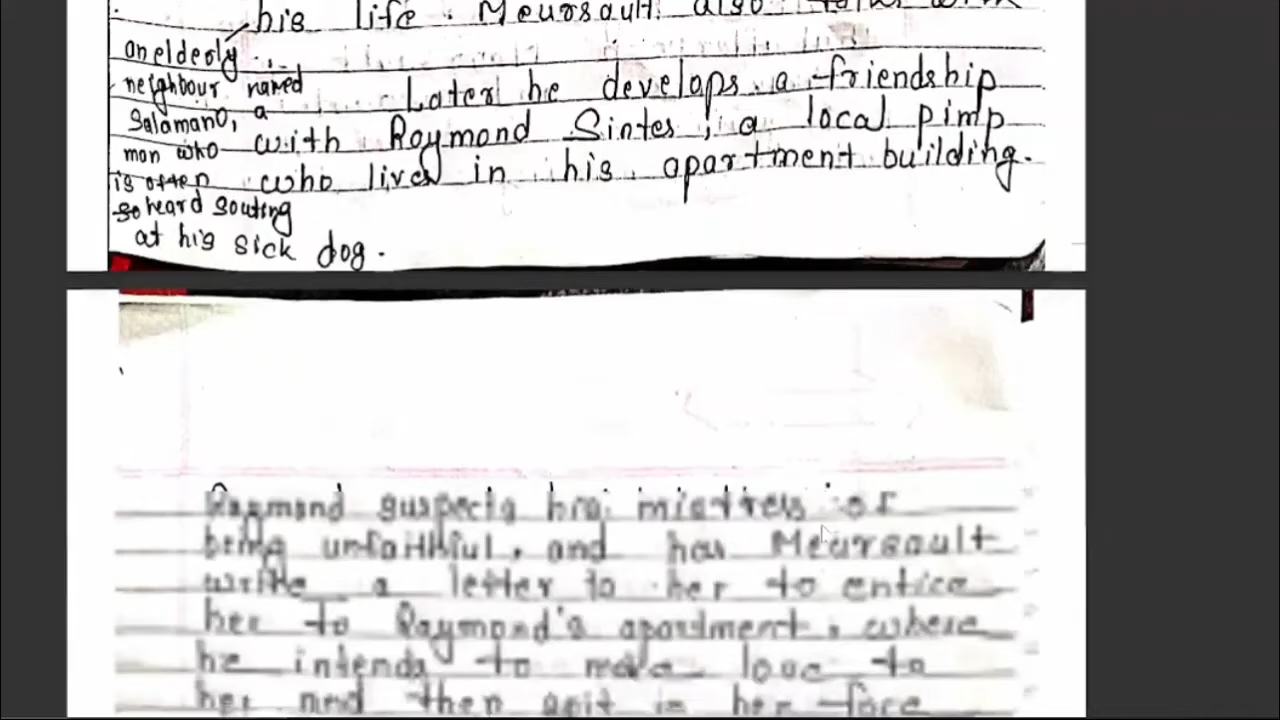 his life. Meursault also
an elderly
neighbour named
Salamano, a
man who
is often
so heard souting
at his sick dog.
Later he develops a friendship
with Raymond Sintes, a local pimp
who lives in his apartment building.
Raymond suspects his mistress of
being unfaithful, and has Meursault
write a letter to her to entice
her to Raymond's apartment, where
he intends to make love to
her and then spit in her face